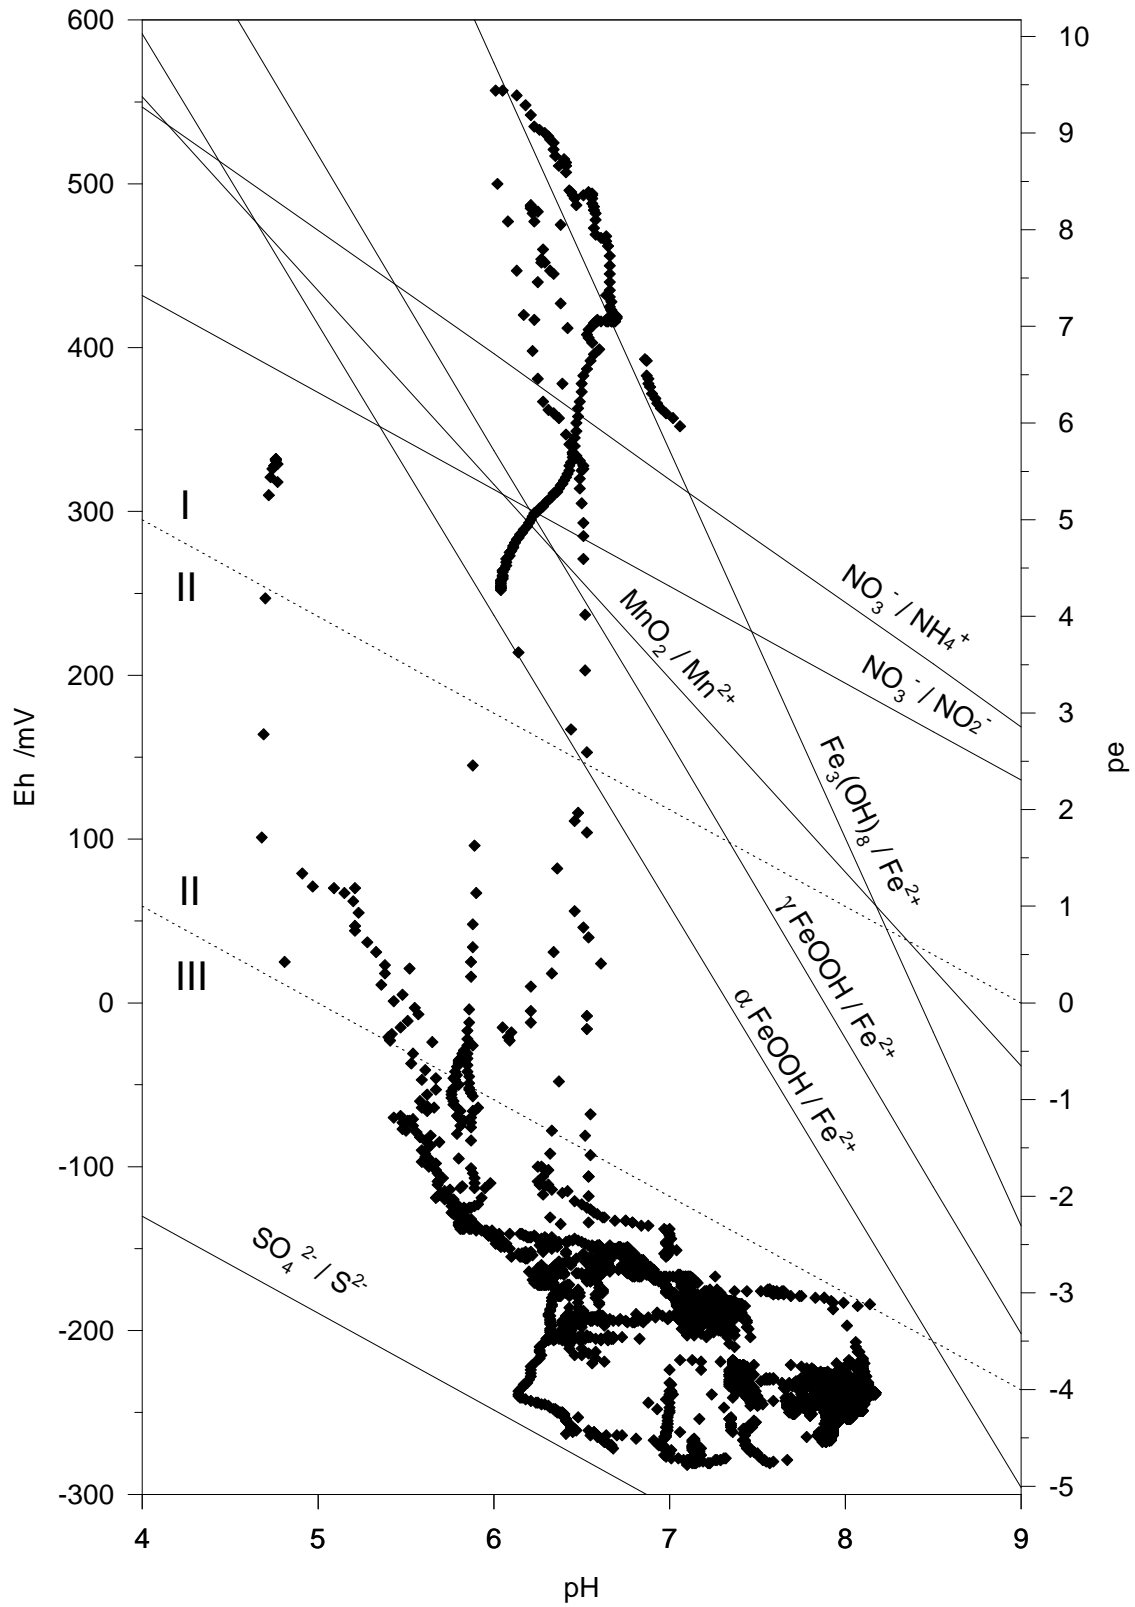 600
500
400
300
200
100
0
-100
-200
-300
Eh /mV
10
9
8
7
6
5
4
3
2
1
0
-1
-2
-3
-4
-5
pe
I
II
II
III
NO₃⁻ / NH₄⁺
NO₃⁻ / NO₂⁻
MnO₂ / Mn²⁺
Fe₃(OH)₈ / Fe²⁺
γ FeOOH / Fe²⁺
α FeOOH / Fe²⁺
SO₄²⁻ / S²⁻
4 5 6 7 8 9
pH